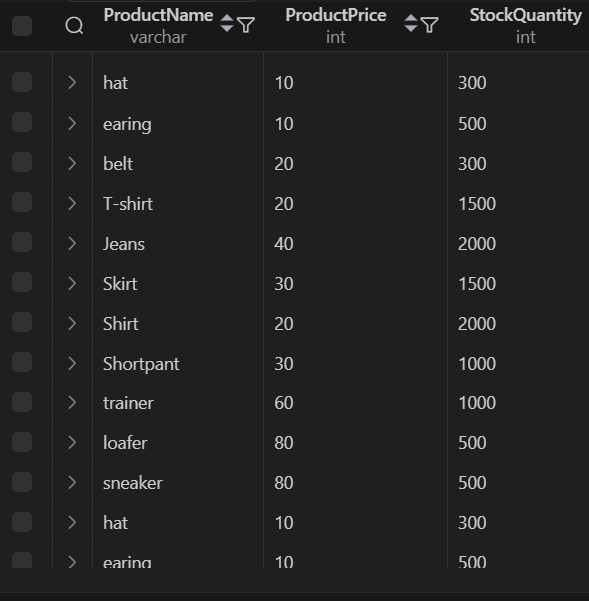 ProductName ProductPrice StockQuantity
varchar int int
hat 10 300
earing 10 500
belt 20 300
T-shirt 20 1500
Jeans 40 2000
Skirt 30 1500
Shirt 20 2000
Shortpant 30 1000
trainer 60 1000
loafer 80 500
sneaker 80 500
hat 10 300
earing 10 500